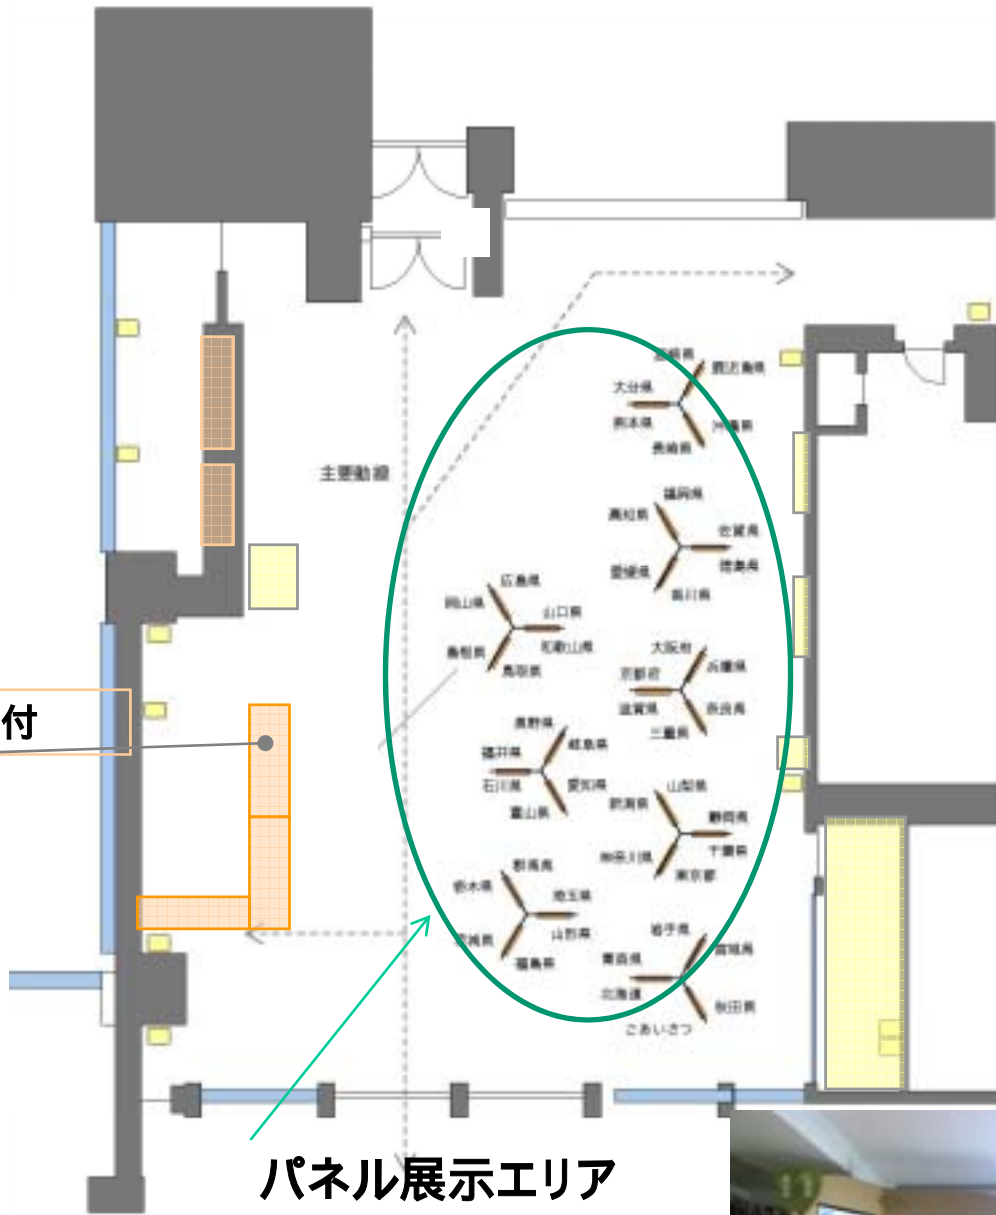 鹿児島県
大分県
熊本県
沖縄県
長崎県
主要動線
福岡県
高知県
佐賀県
徳島県
愛媛県
香川県
広島県
岡山県
山口県
和歌山県
島根県
鳥取県
大阪府
兵庫県
京都府
滋賀県
奈良県
三重県
付
長野県
岐阜県
福井県
石川県
愛知県
富山県
山梨県
新潟県
静岡県
千葉県
神奈川県
東京都
群馬県
栃木県
埼玉県
山形県
茨城県
福島県
岩手県
宮城県
青森県
北海道
秋田県
ごあいさつ
パネル展示エリア